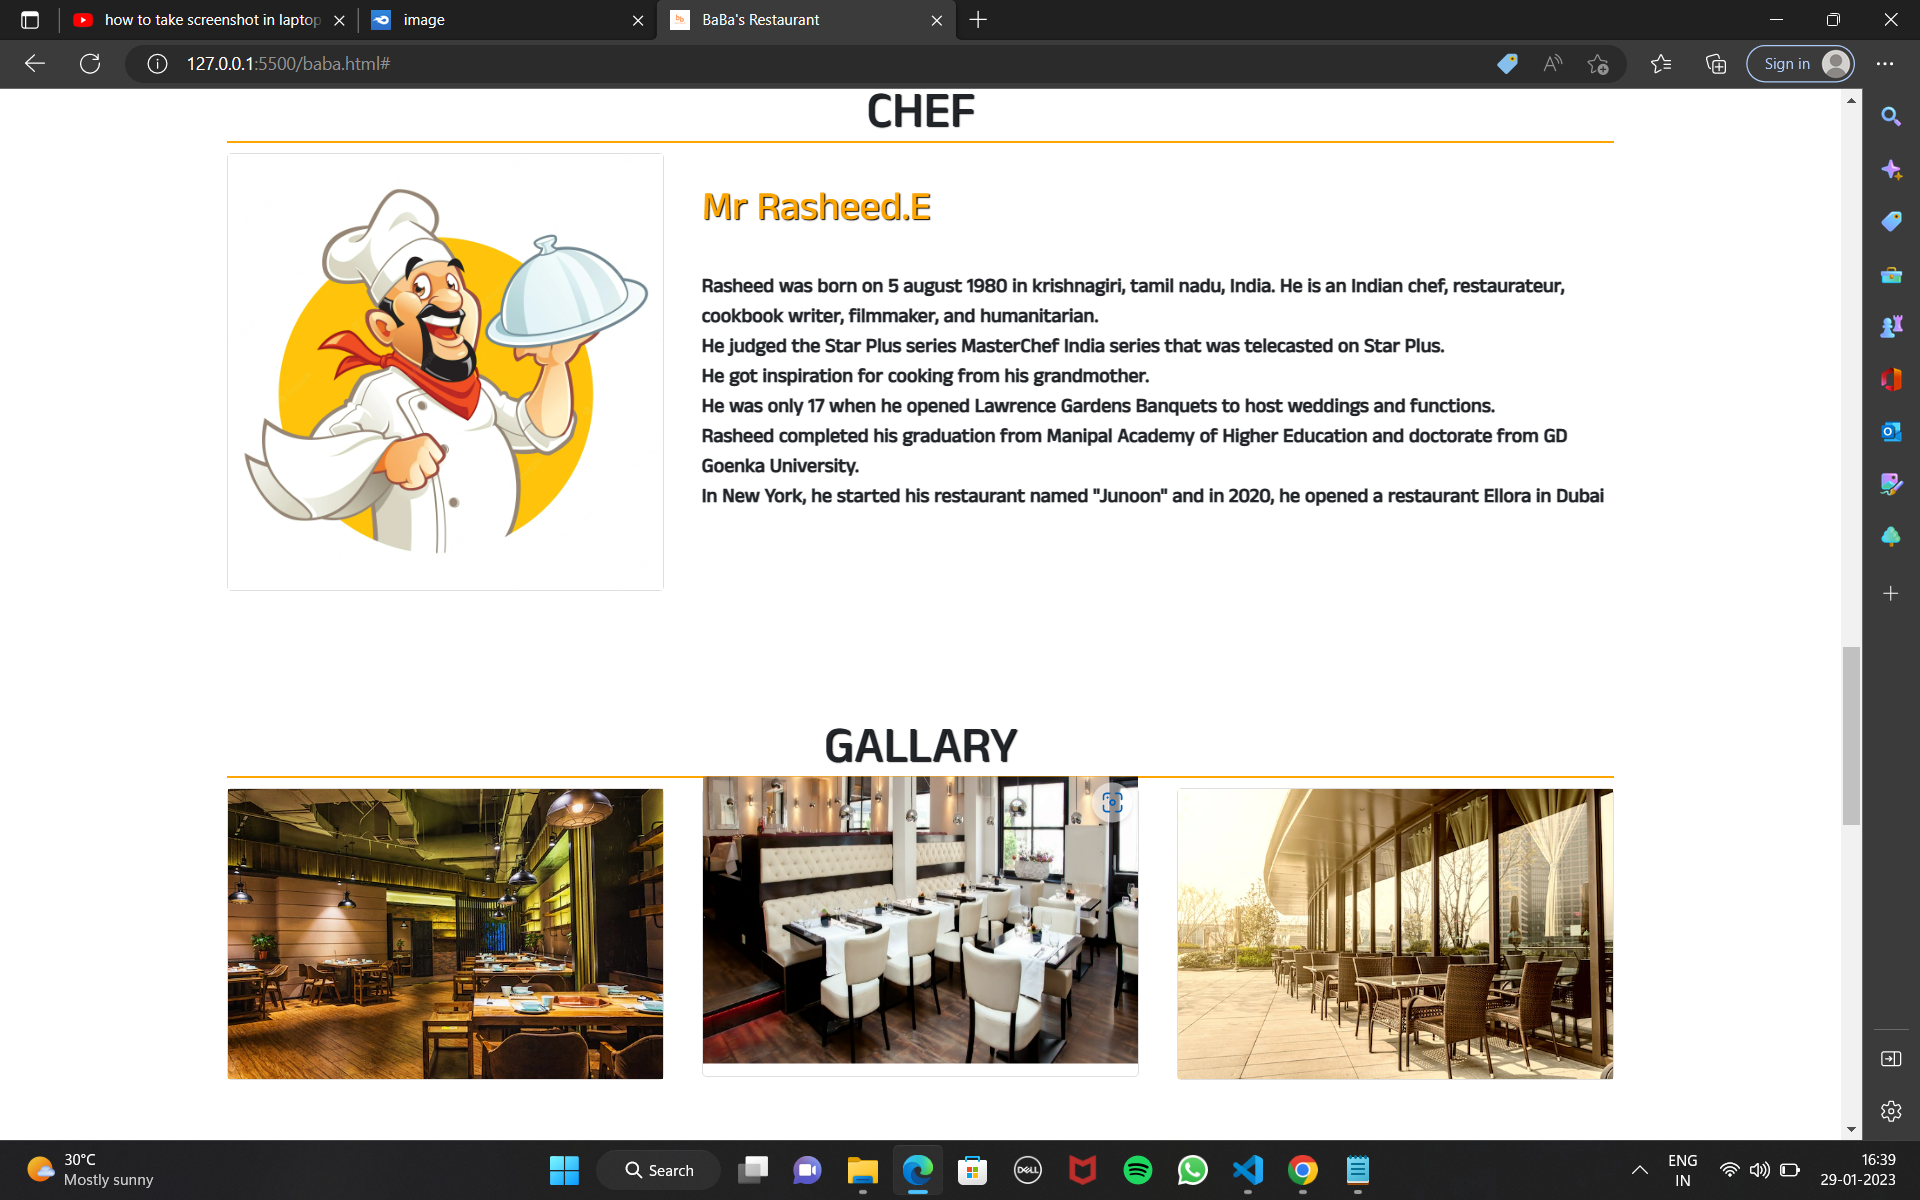 how to take screenshot in laptop
image
BaBa's Restaurant
127.0.0.1:5500/baba.html#
Sign in
CHEF
Mr Rasheed.E
Rasheed was born on 5 august 1980 in krishnagiri, tamil nadu, India. He is an Indian chef, restaurateur,
cookbook writer, filmmaker, and humanitarian.
He judged the Star Plus series MasterChef India series that was telecasted on Star Plus.
He got inspiration for cooking from his grandmother.
He was only 17 when he opened Lawrence Gardens Banquets to host weddings and functions.
Rasheed completed his graduation from Manipal Academy of Higher Education and doctorate from GD
Goenka University.
In New York, he started his restaurant named "Junoon" and in 2020, he opened a restaurant Ellora in Dubai
GALLARY
30°C
Mostly sunny
Search
DELL
ENG
IN
16:39
29-01-2023